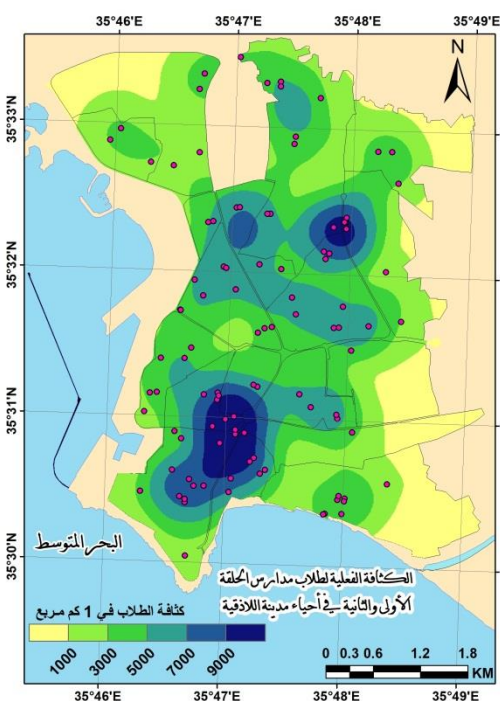 35°46'E 35°47'E 35°48'E 35°49'E
N
35°33'N
35°32'N
35°31'N
35°30'N
البحر المتوسط
الكثافة الفعلية لطلاب مدارس الحلقة
الأولى والثانية في أحياء مدينة اللاذقية
كثافة الطلاب في 1 كم مربع
1000 3000 5000 7000 9000
0 0.3 0.6 1.2 1.8
KM
35°46'E 35°47'E 35°48'E 35°49'E